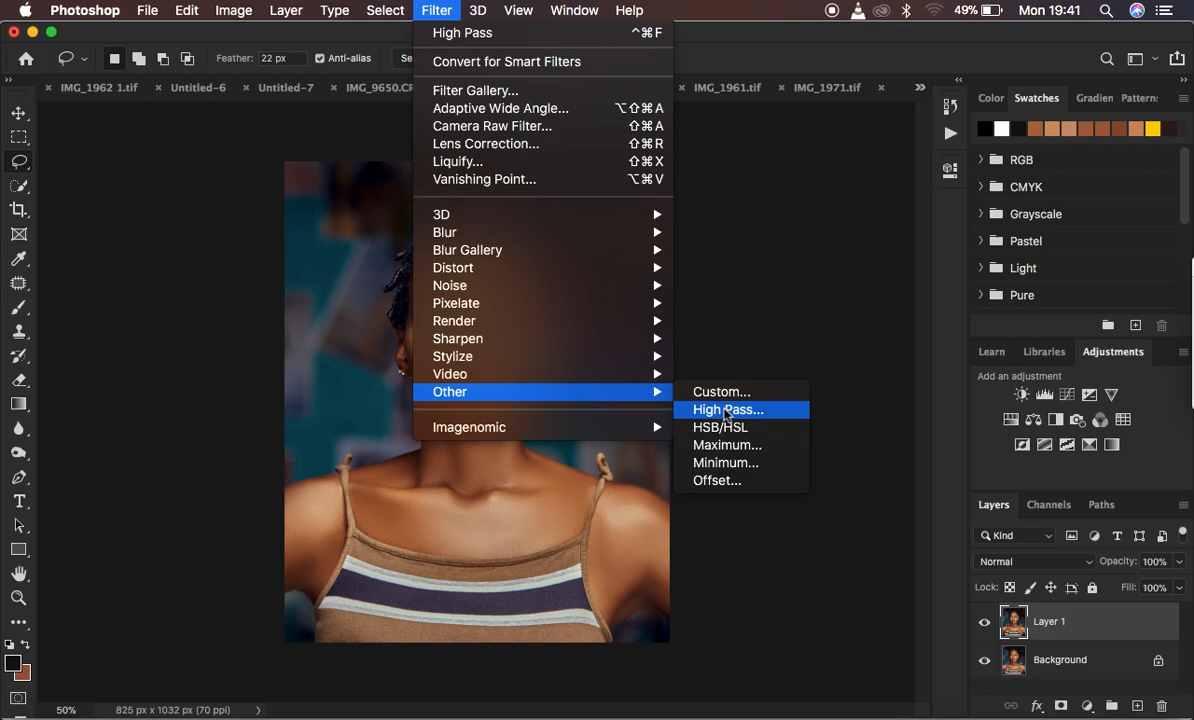 Photoshop File Edit Image Layer Type Select Filter 3D View Window Help 49% Mon 19:41
Feather: 22 px Anti-alias Se
IMG_1962 1.tif Untitled-6 Untitled-7 IMG_9650.CR IMG_1961.tif IMG_1971.tif
High Pass ^⌘F
Convert for Smart Filters
Filter Gallery...
Adaptive Wide Angle... ⌥⇧⌘A
Camera Raw Filter... ⇧⌘A
Lens Correction... ⇧⌘R
Liquify... ⇧⌘X
Vanishing Point... ⌥⌘V
3D
Blur
Blur Gallery
Distort
Noise
Pixelate
Render
Sharpen
Stylize
Video
Other
Imagenomic
Custom...
High Pass...
HSB/HSL
Maximum...
Minimum...
Offset...
Color Swatches Gradien Patterns
RGB
CMYK
Grayscale
Pastel
Light
Pure
Learn Libraries Adjustments
Add an adjustment
Layers Channels Paths
Kind
Normal Opacity: 100%
Lock: Fill: 100%
Layer 1
Background
50% 825 px x 1032 px (70 ppi)